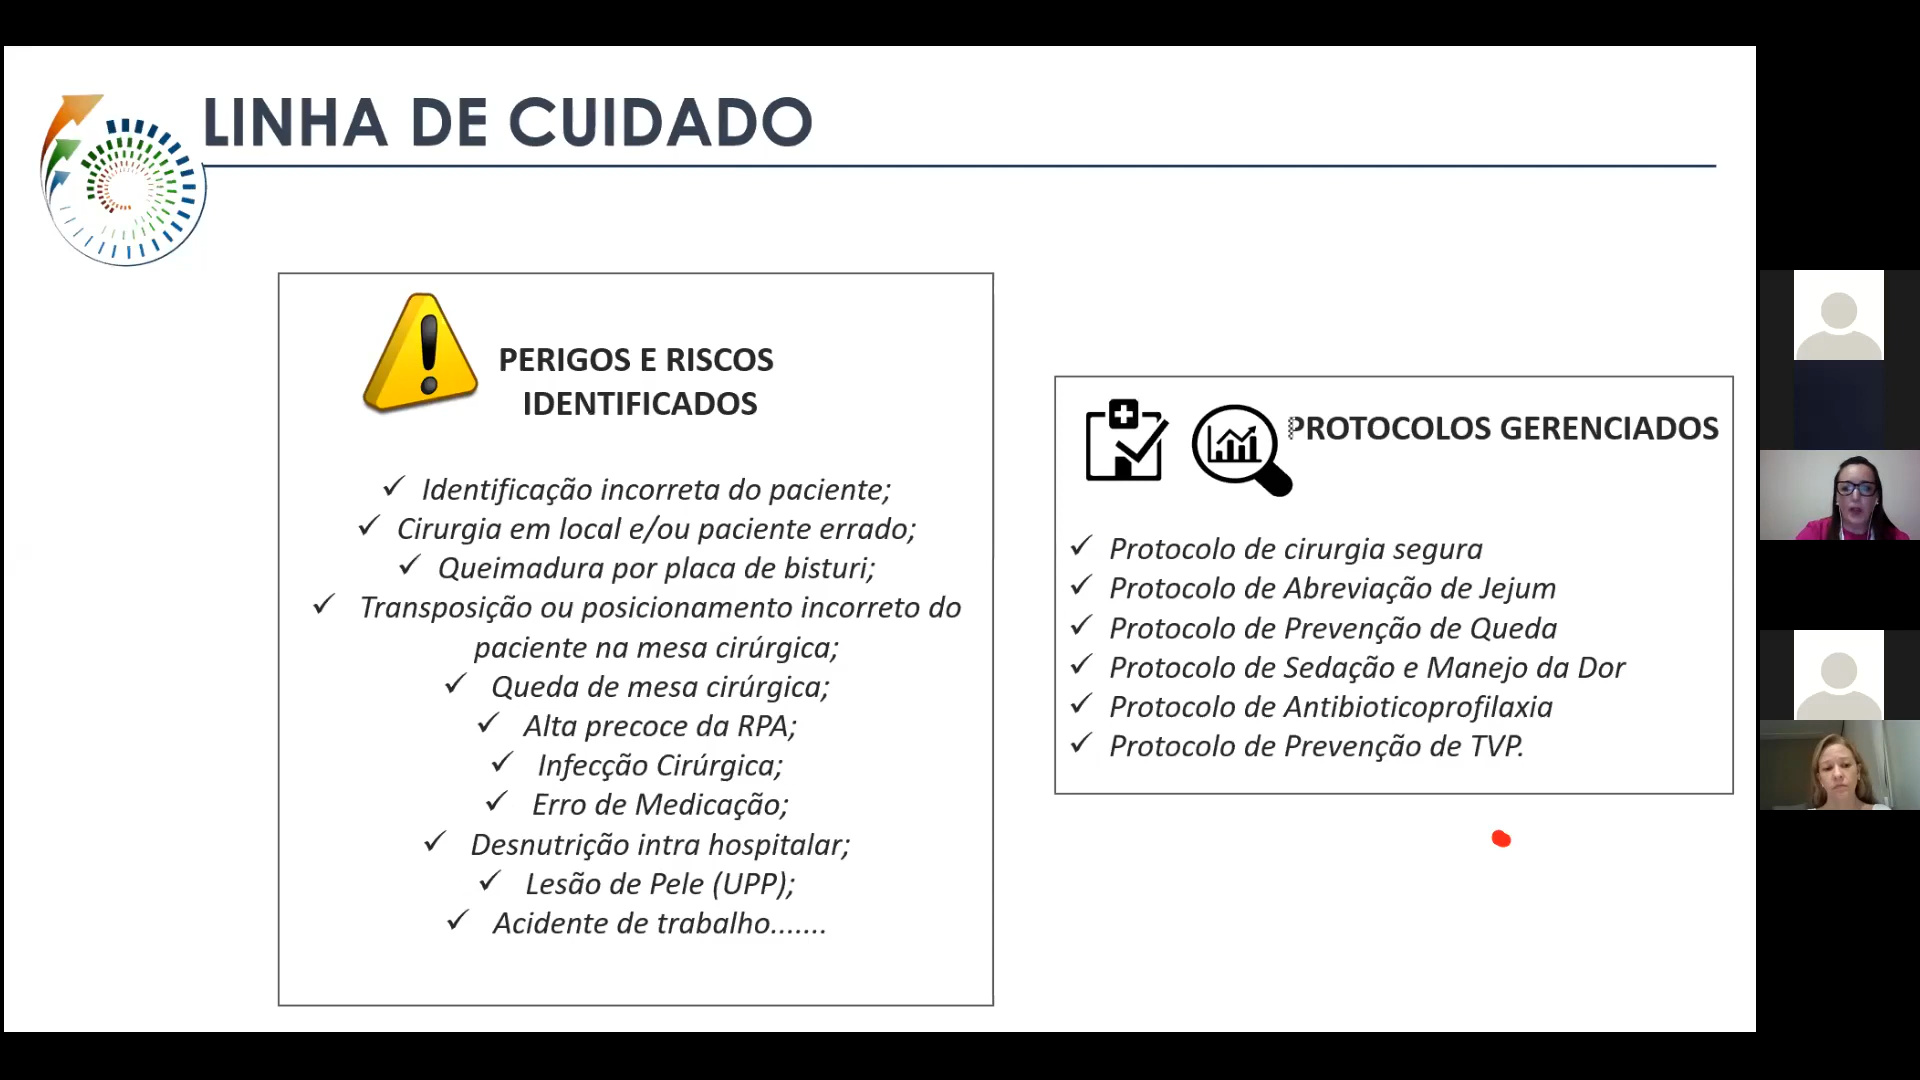 LINHA DE CUIDADO
PERIGOS E RISCOS
IDENTIFICADOS
✓ Identificação incorreta do paciente;
✓ Cirurgia em local e/ou paciente errado;
✓ Queimadura por placa de bisturi;
✓ Transposição ou posicionamento incorreto do
paciente na mesa cirúrgica;
✓ Queda de mesa cirúrgica;
✓ Alta precoce da RPA;
✓ Infecção Cirúrgica;
✓ Erro de Medicação;
✓ Desnutrição intra hospitalar;
✓ Lesão de Pele (UPP);
✓ Acidente de trabalho.......
PROTOCOLOS GERENCIADOS
✓ Protocolo de cirurgia segura
✓ Protocolo de Abreviação de Jejum
✓ Protocolo de Prevenção de Queda
✓ Protocolo de Sedação e Manejo da Dor
✓ Protocolo de Antibioticoprofilaxia
✓ Protocolo de Prevenção de TVP.